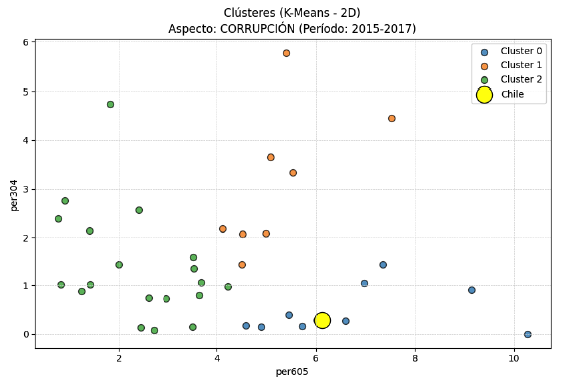 Clústeres (K-Means - 2D)
Aspecto: CORRUPCIÓN (Período: 2015-2017)
Cluster 0
Cluster 1
Cluster 2
Chile
6
5
4
3
2
1
0
per304
2 4 6 8 10
per605